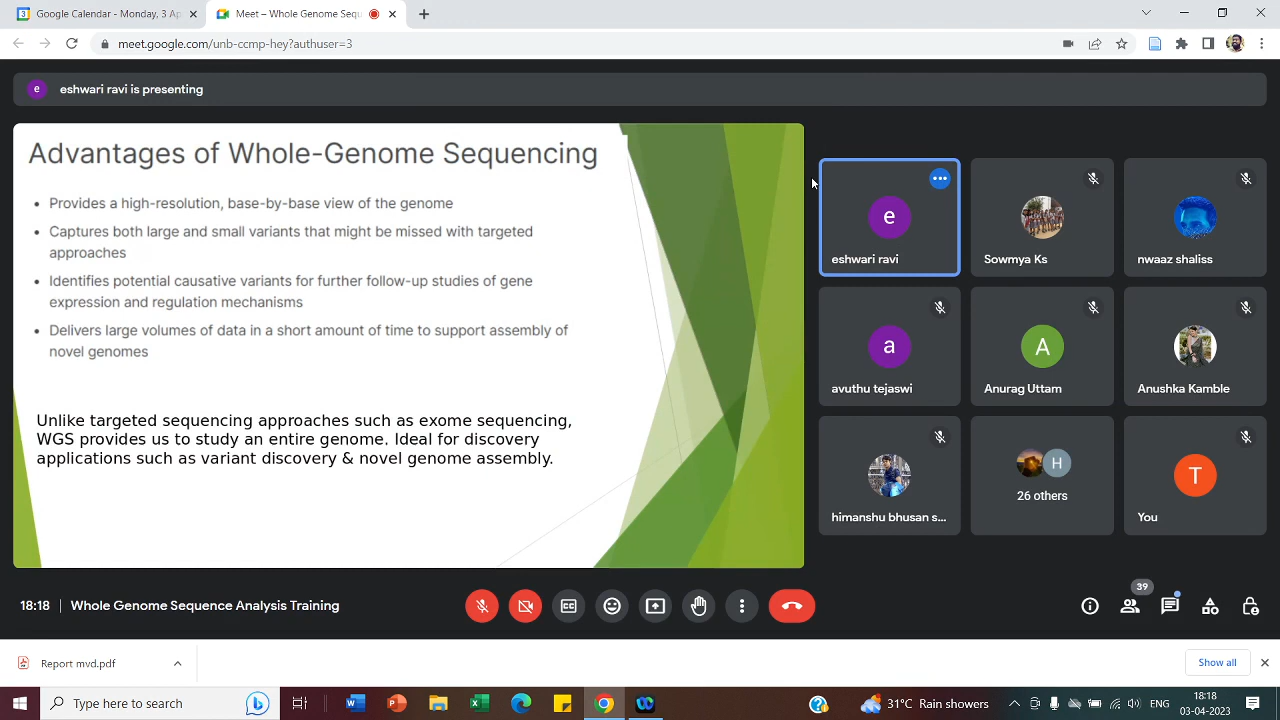 Google Calendar - Monday, 3 Ap
Meet – Whole Genome Sequ
meet.google.com/unb-ccmp-hey?authuser=3
e
eshwari ravi is presenting
Advantages of Whole-Genome Sequencing
• Provides a high-resolution, base-by-base view of the genome
• Captures both large and small variants that might be missed with targeted
approaches
• Identifies potential causative variants for further follow-up studies of gene
expression and regulation mechanisms
• Delivers large volumes of data in a short amount of time to support assembly of
novel genomes
Unlike targeted sequencing approaches such as exome sequencing,
WGS provides us to study an entire genome. Ideal for discovery
applications such as variant discovery & novel genome assembly.
e
eshwari ravi
Sowmya Ks
nwaaz shaliss
a
avuthu tejaswi
A
Anurag Uttam
Anushka Kamble
himanshu bhusan s...
H
26 others
T
You
18:18 | Whole Genome Sequence Analysis Training
CC
39
Report mvd.pdf
Show all
Type here to search
31°C Rain showers
ENG
18:18
03-04-2023